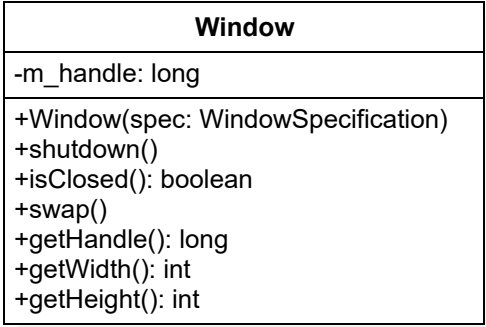 Window
-m_handle: long
+Window(spec: WindowSpecification)
+shutdown()
+isClosed(): boolean
+swap()
+getHandle(): long
+getWidth(): int
+getHeight(): int